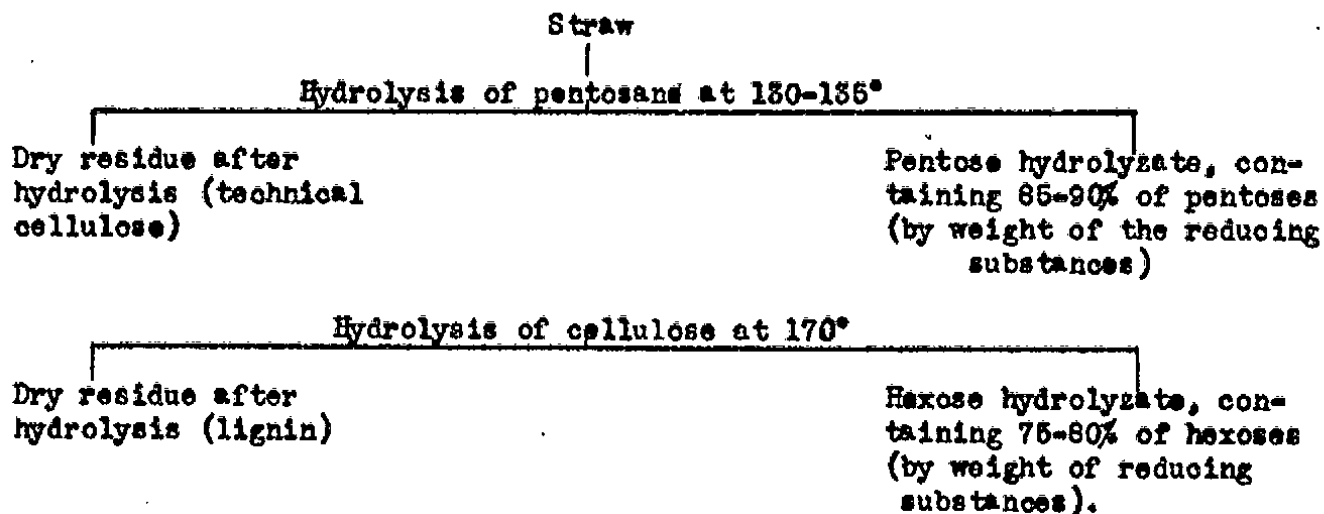 Straw
Hydrolysis of pentosans at 130-135°
Dry residue after
hydrolysis (technical
cellulose)
Pentose hydrolyzate, con-
taining 85-90% of pentoses
(by weight of the reducing
substances)
Hydrolysis of cellulose at 170°
Dry residue after
hydrolysis (lignin)
Hexose hydrolyzate, con-
taining 75-80% of hexoses
(by weight of reducing
substances).